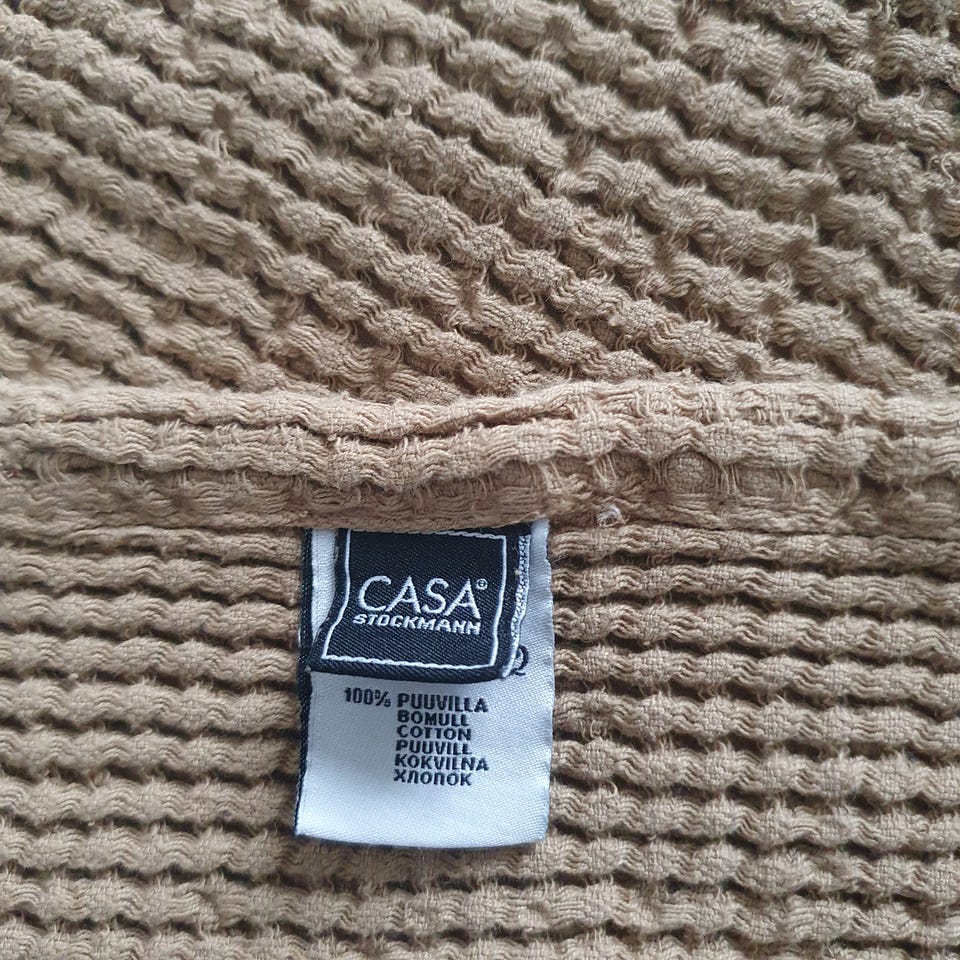 CASA®
STOCKMANN
100% PUUVILLA
BOMULL
COTTON
PUUVILL
KOKVILNA
ХЛОПОК